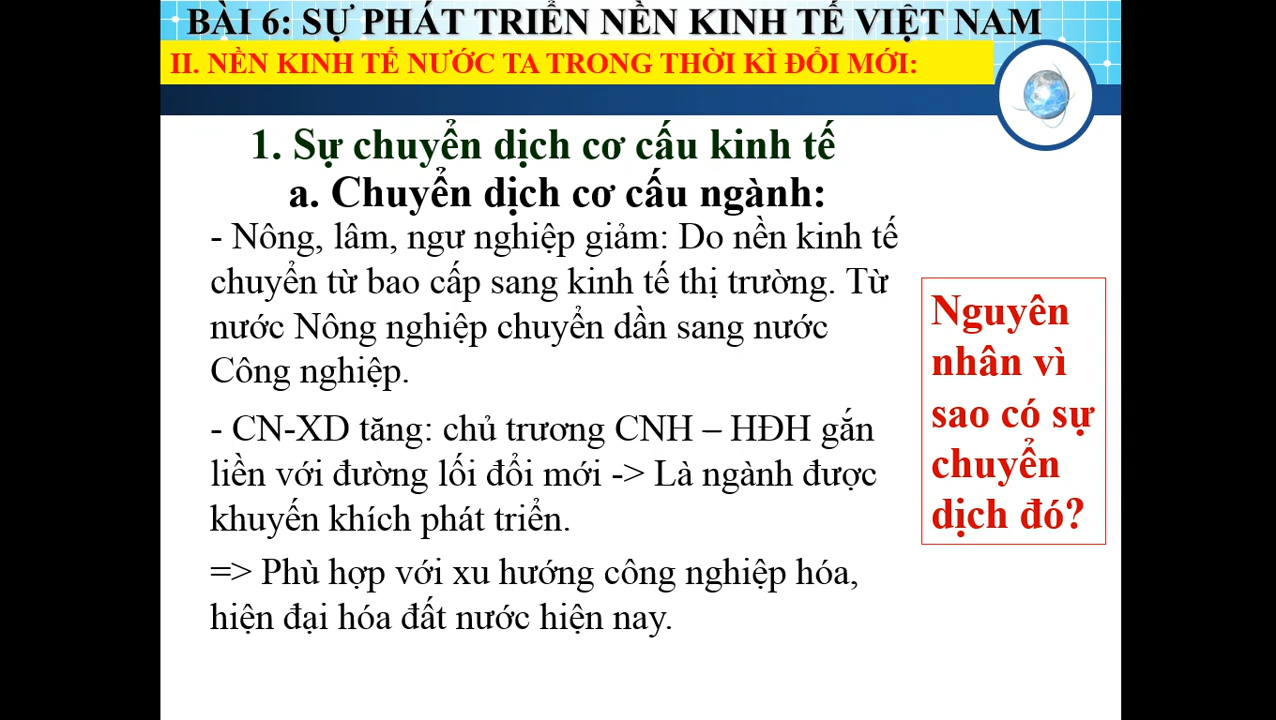 BÀI 6: SỰ PHÁT TRIỂN NỀN KINH TẾ VIỆT NAM
II. NỀN KINH TẾ NƯỚC TA TRONG THỜI KÌ ĐỔI MỚI:
1. Sự chuyển dịch cơ cấu kinh tế
a. Chuyển dịch cơ cấu ngành:
- Nông, lâm, ngư nghiệp giảm: Do nền kinh tế
chuyển từ bao cấp sang kinh tế thị trường. Từ
nước Nông nghiệp chuyển dần sang nước
Công nghiệp.
- CN-XD tăng: chủ trương CNH – HĐH gắn
liền với đường lối đổi mới -> Là ngành được
khuyến khích phát triển.
=> Phù hợp với xu hướng công nghiệp hóa,
hiện đại hóa đất nước hiện nay.
Nguyên
nhân vì
sao có sự
chuyển
dịch đó?